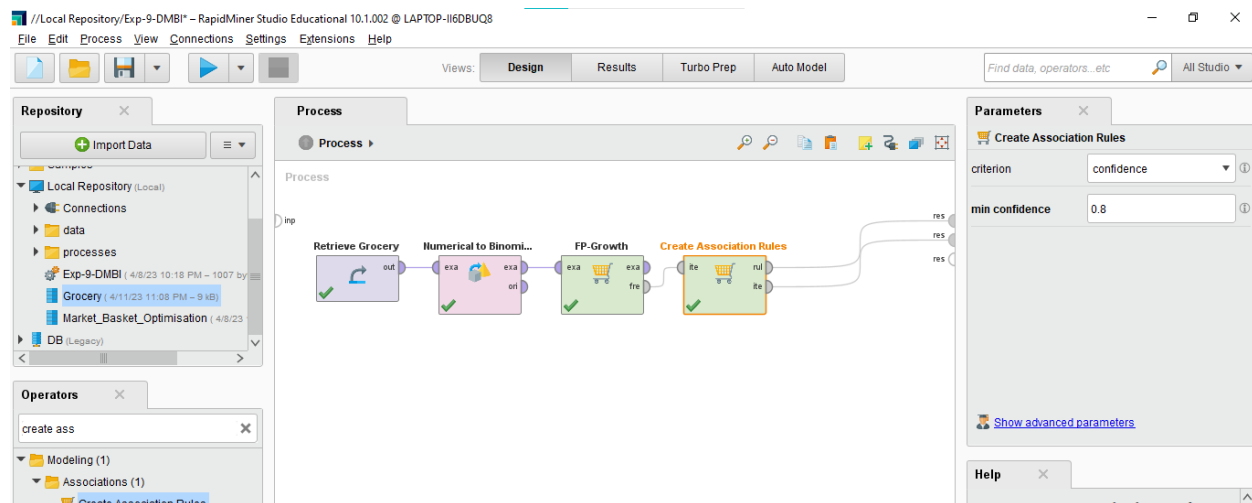 //Local Repository/Exp-9-DMBI* – RapidMiner Studio Educational 10.1.002 @ LAPTOP-II6DBUQ8
File Edit Process View Connections Settings Extensions Help
Views: Design Results Turbo Prep Auto Model
Find data, operators...etc All Studio
Repository
Import Data
Samples
Local Repository (Local)
Connections
data
processes
Exp-9-DMBI ( 4/8/23 10:18 PM – 1007 by
Grocery ( 4/11/23 11:08 PM – 9 kB)
Market_Basket_Optimisation ( 4/8/23
DB (Legacy)
Operators
create ass
Modeling (1)
Associations (1)
Create Association Rules
Process
Process
Process
inp
res
res
res
Retrieve Grocery
out
Numerical to Binomi...
exa exa
ori
FP-Growth
exa exa
fre
Create Association Rules
ite rul
ite
Parameters
Create Association Rules
criterion confidence
min confidence 0.8
Show advanced parameters
Help